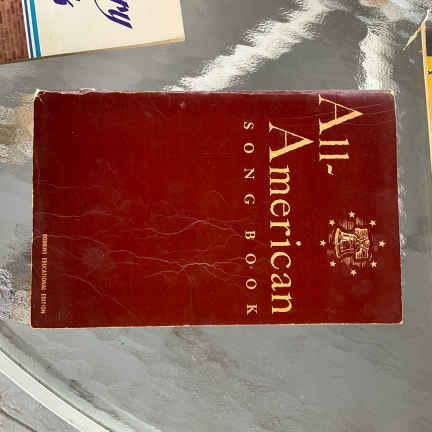 All-
American
SONG BOOK
ROBBINS EDUCATIONAL EDITION